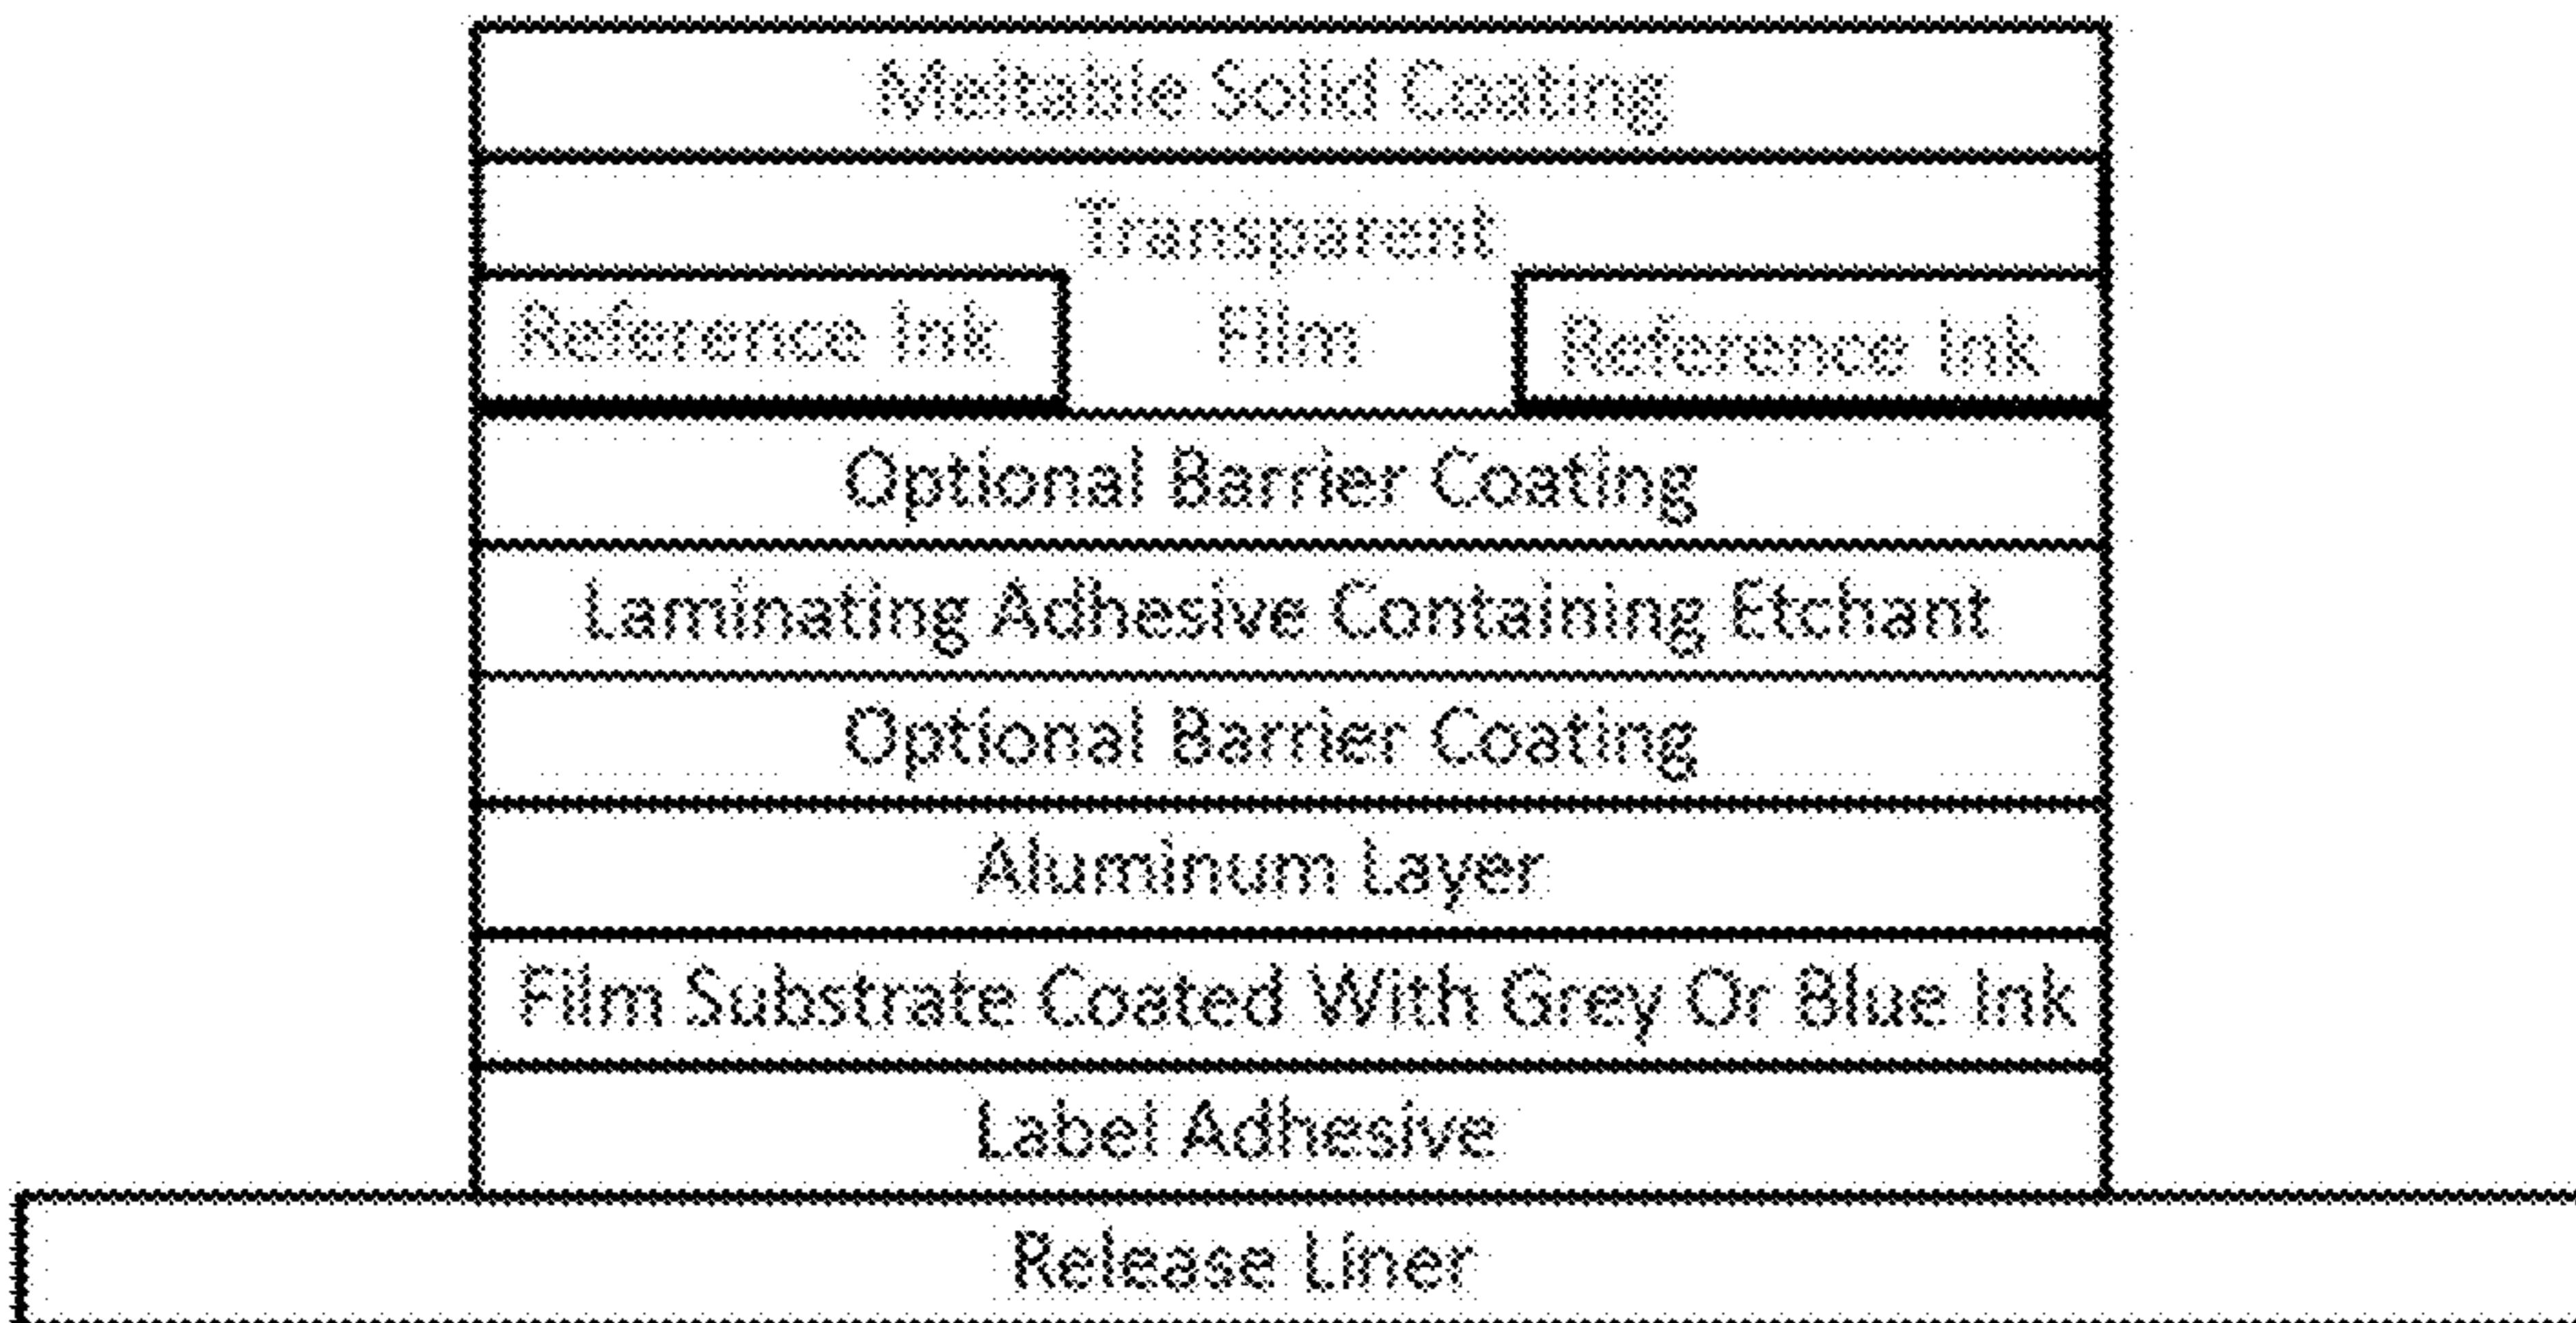 Meltable Solid Coating
Transparent
Reference Ink Film Reference Ink
Optional Barrier Coating
Laminating Adhesive Containing Etchant
Optional Barrier Coating
Aluminum Layer
Film Substrate Coated With Grey Or Blue Ink
Label Adhesive
Release Liner